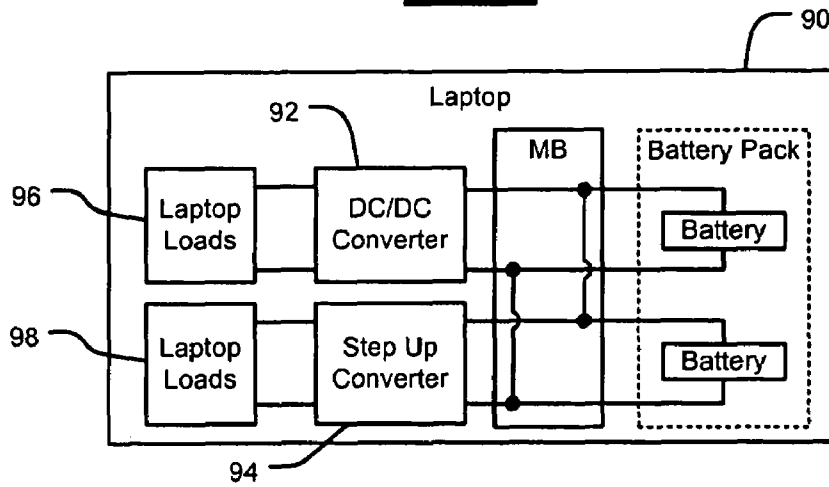 90
Laptop
92
MB
Battery Pack
96
Laptop
Loads
DC/DC
Converter
Battery
98
Laptop
Loads
Step Up
Converter
Battery
94